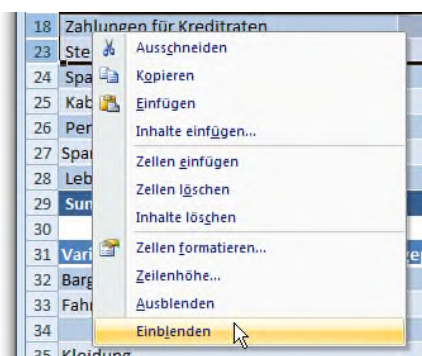 18 Zahlungen für Kreditraten
23 Ste
Ausschneiden
24 Spa
Kopieren
25 Kab
Einfügen
26 Per
Inhalte einfügen...
27 Spar
Zellen einfügen
28 Leb
Zellen löschen
29 Sum
Inhalte löschen
30
31 Vari
Zellen formatieren...
32 Barg
Zeilenhöhe...
33 Fahr
Ausblenden
34
Einblenden
35 Kleidung